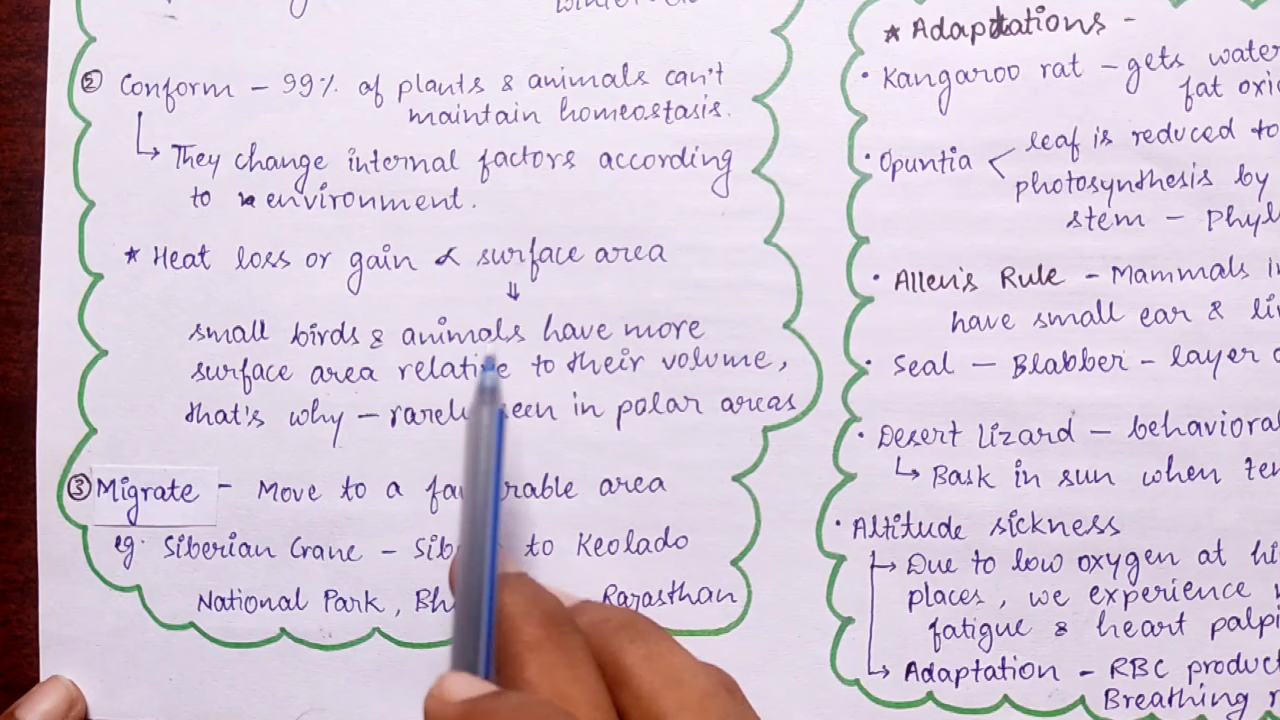 ② Conform - 99% of plants & animals can't
maintain homeostasis.
They change internal factors according
to environment.
* Heat loss or gain ∝ surface area
⇓
small birds & animals have more
surface area relative to their volume,
that's why - seen in polar areas
③ Migrate - Move to a area
eg. Siberian Crane - to Keolado
National Park, Rajasthan
* Adaptations -
• Kangaroo rat - gets water
fat
• Opuntia < leaf is reduced to
photosynthesis by
stem -
• Allen's Rule - Mammals
have small ear &
• Seal - Blabber - layer
• Desert lizard - behavioral
↳ Bask in sun when
• Altitude sickness
→ Due to low oxygen at
places, we experience
fatigue & heart
↳ Adaptation - RBC
Breathing